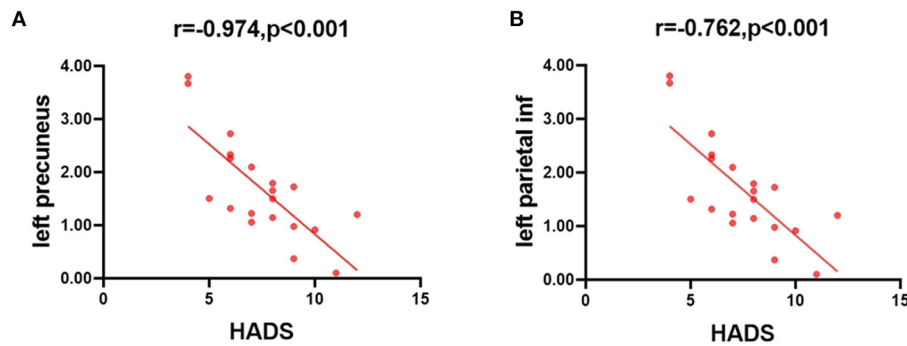 A
r=-0.974,p<0.001
4.00
3.00
2.00
1.00
0.00
left precuneus
0
5
10
15
HADS
B
r=-0.762,p<0.001
4.00
3.00
2.00
1.00
0.00
left parietal inf
0
5
10
15
HADS